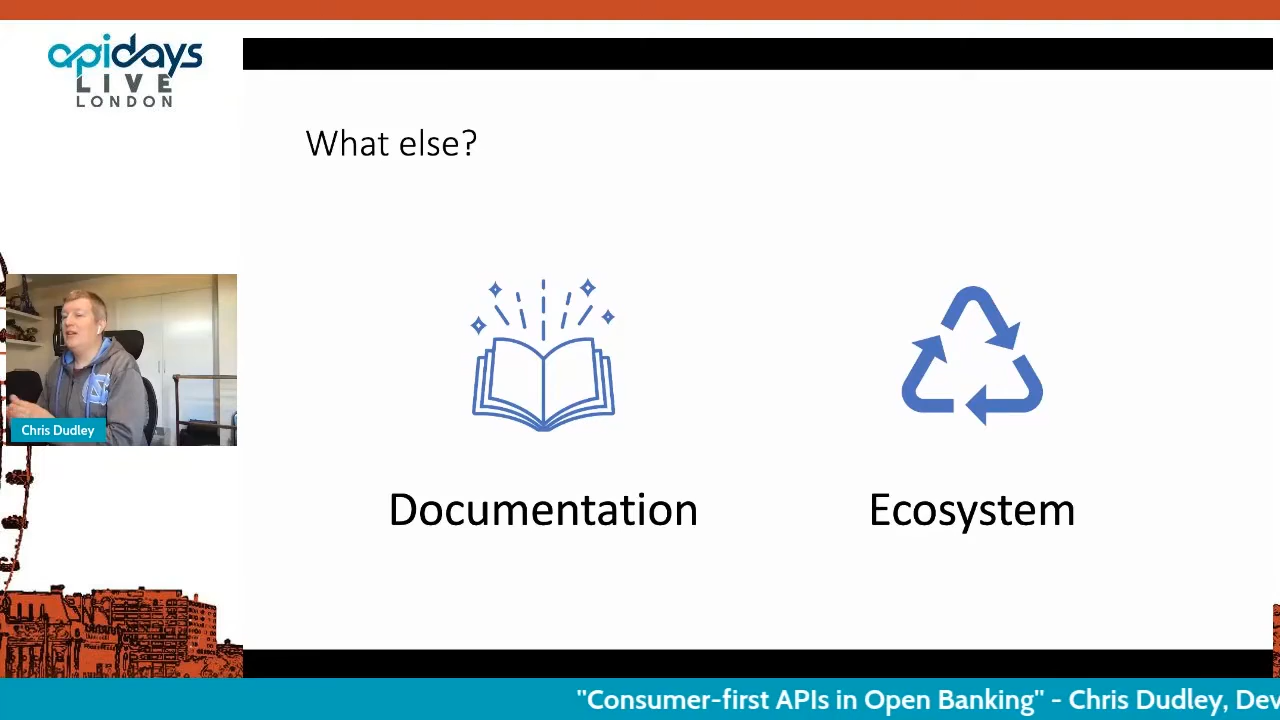 apidays
LIVE
LONDON
What else?
Documentation
Ecosystem
Chris Dudley
"Consumer-first APIs in Open Banking" - Chris Dudley, Dev